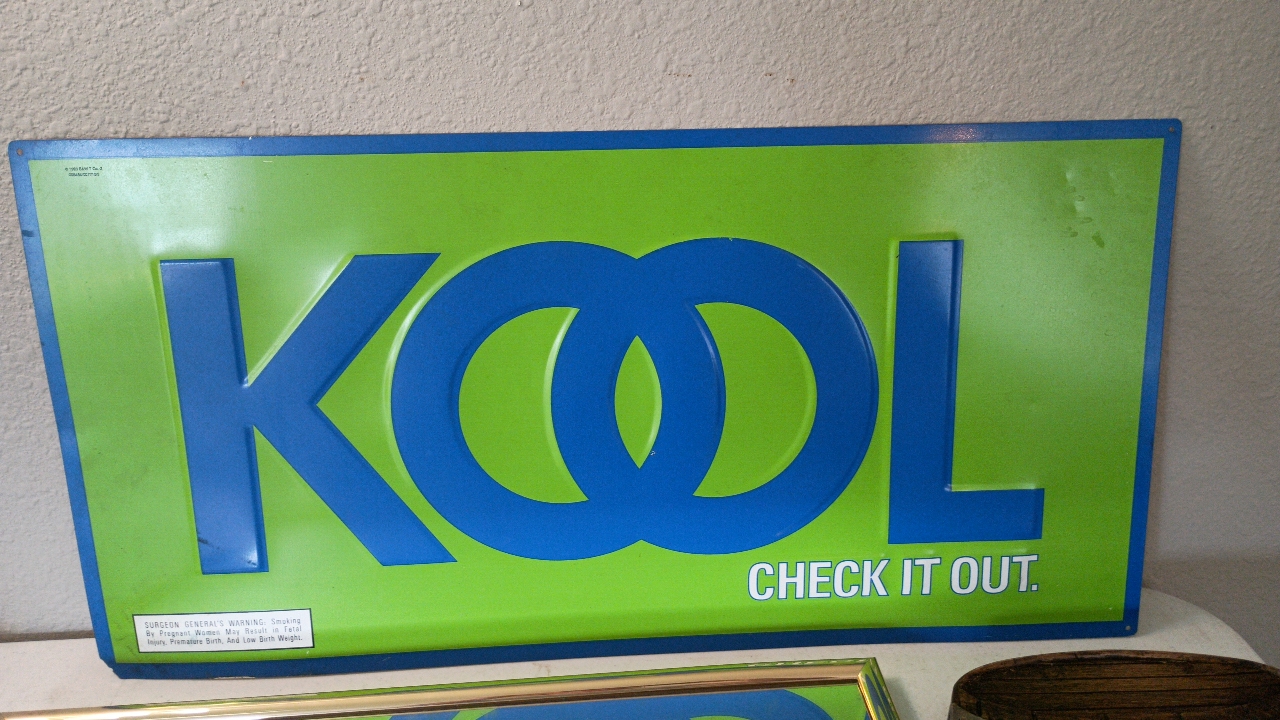 KOOL
CHECK IT OUT.
SURGEON GENERAL'S WARNING: Smoking
By Pregnant Women May Result in Fetal
Injury, Premature Birth, And Low Birth Weight.